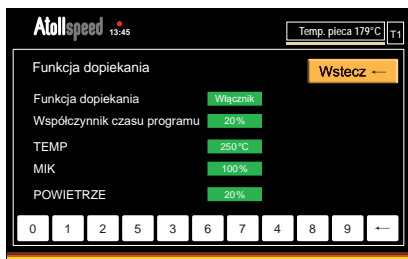 Atollspeed 13:45 Temp. pieca 179°C T1
Funkcja dopiekania Wstecz ←
Funkcja dopiekania Włącznik
Współczynnik czasu programu 20%
TEMP 250°C
MIK 100%
POWIETRZE 20%
0 1 2 5 3 6 7 4 8 9 ←